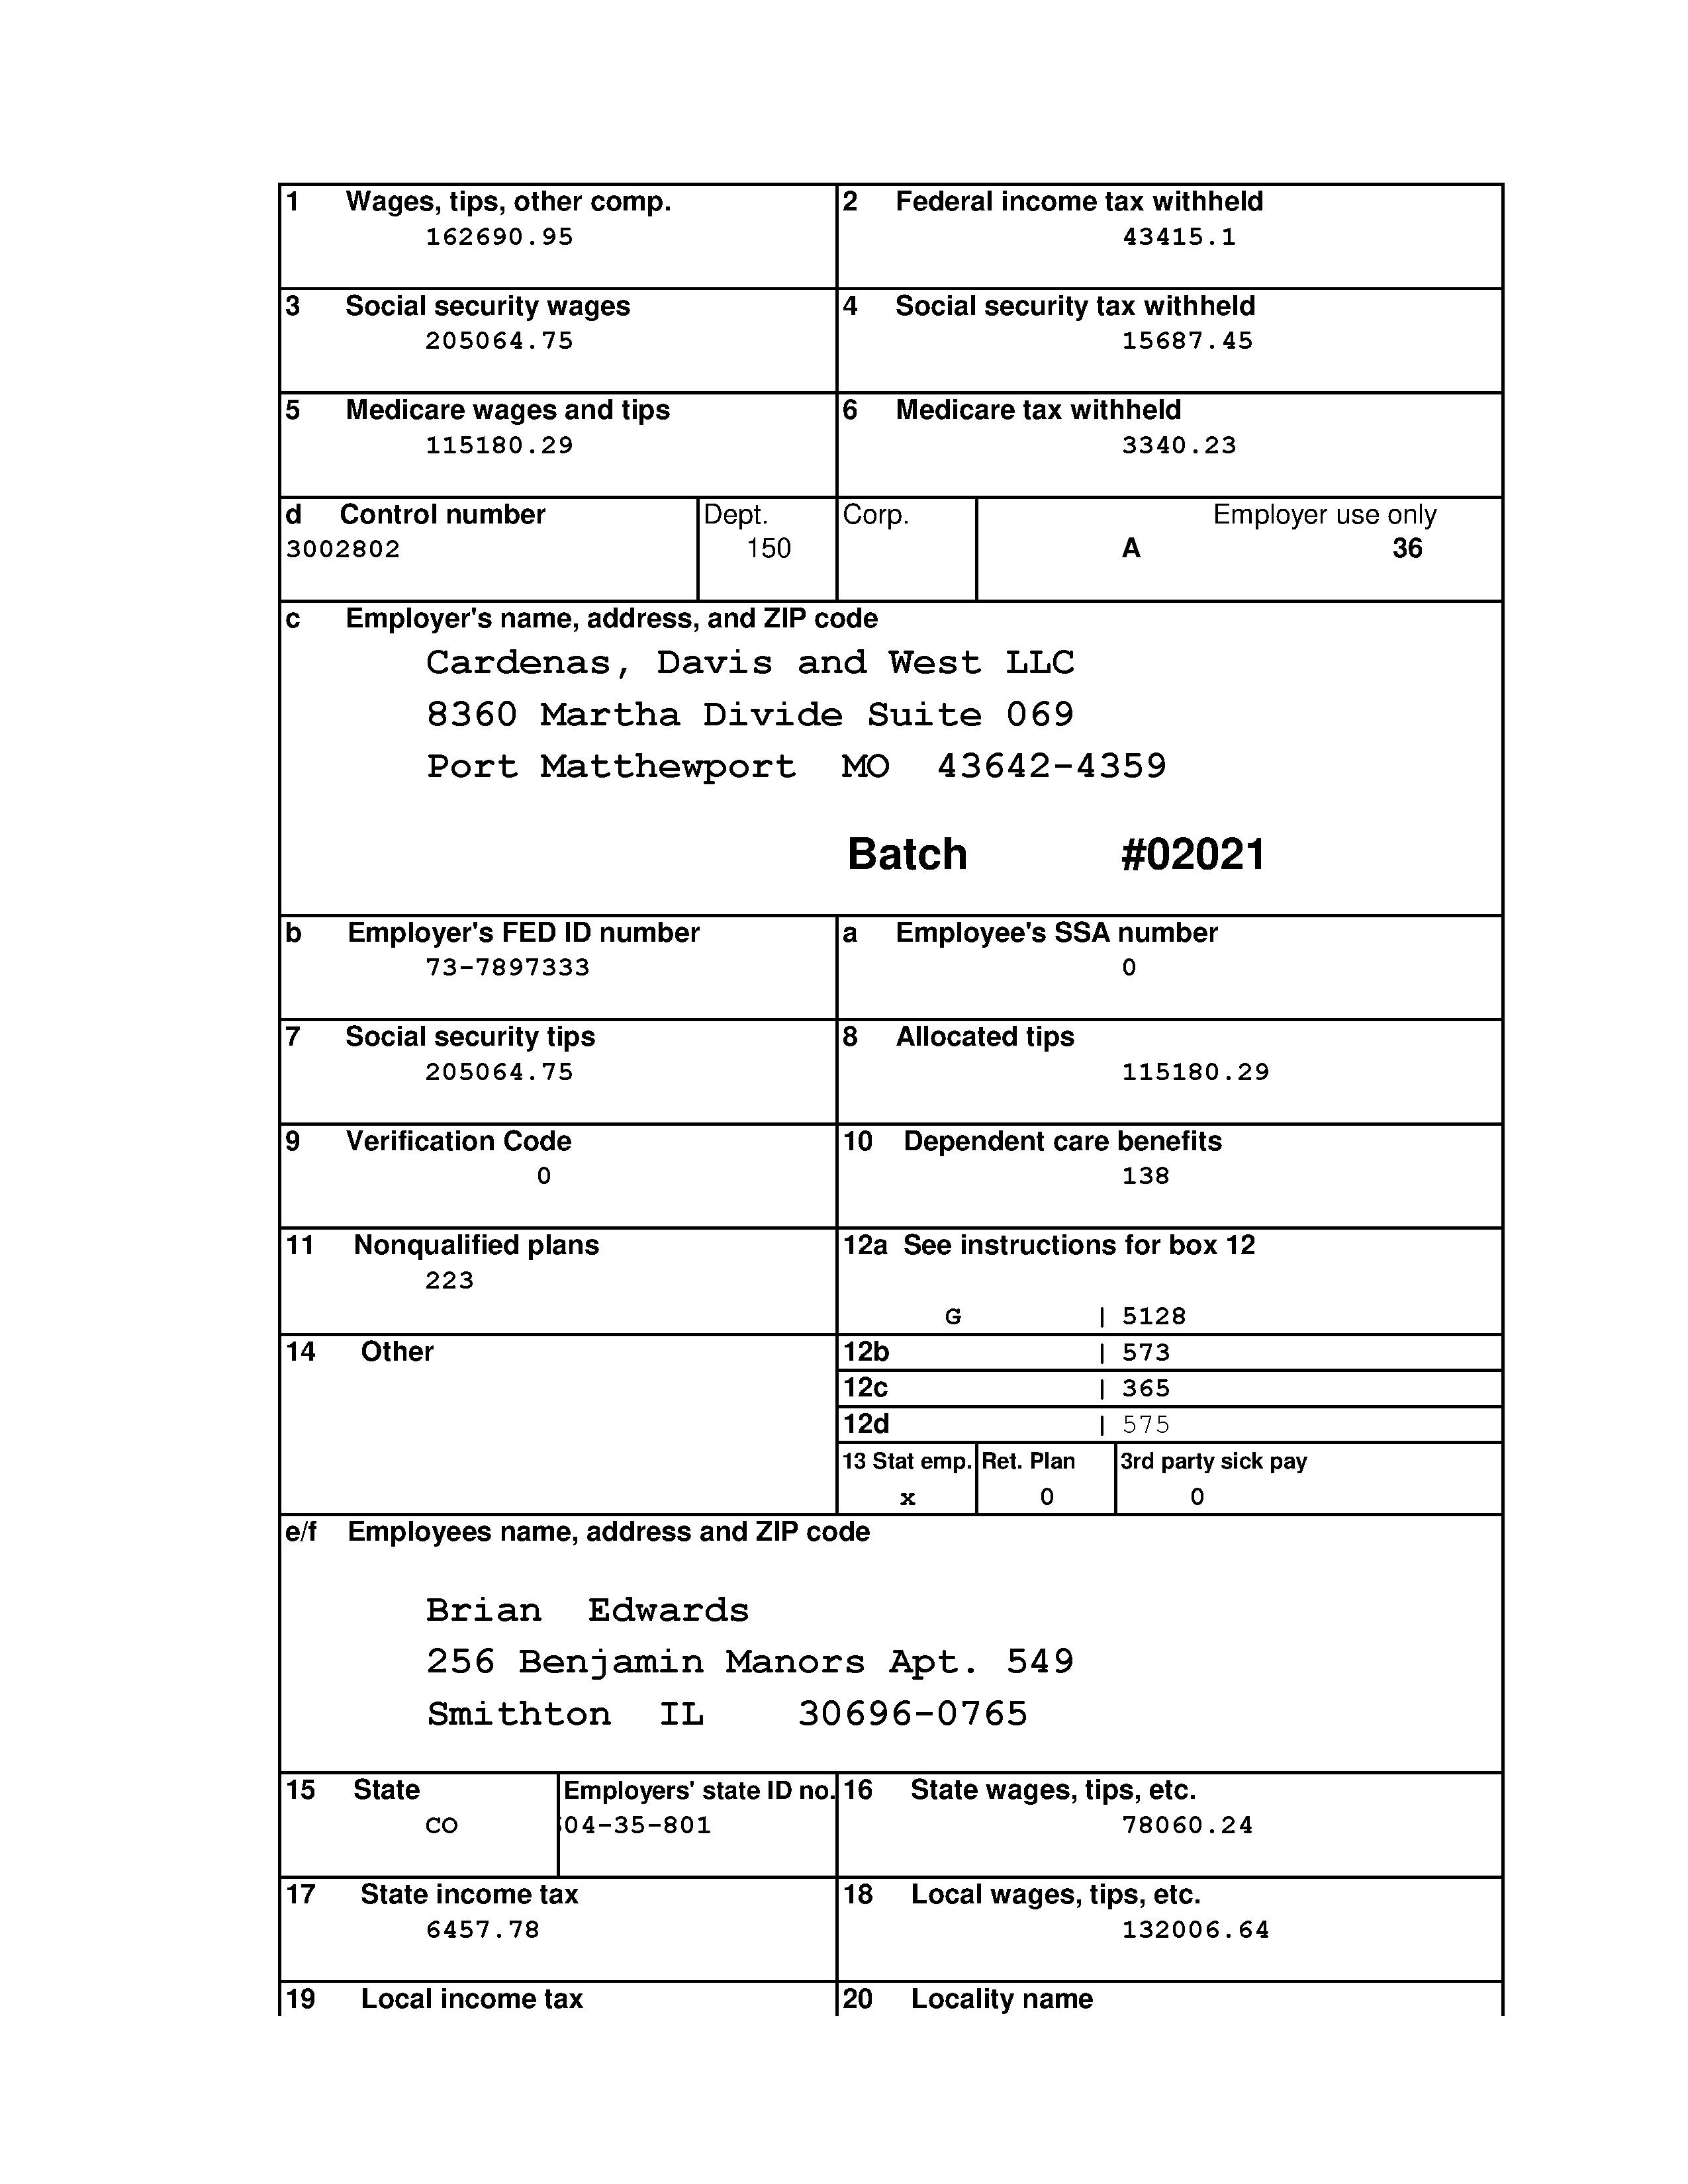 1 Wages, tips, other comp. 2 Federal income tax withheld
162690.95 43415.1
3 Social security wages 4 Social security tax withheld
205064.75 15687.45
5 Medicare wages and tips 6 Medicare tax withheld
115180.29 3340.23
d Control number Dept. Corp. Employer use only
3002802 150 A 36
c Employer's name, address, and ZIP code
Cardenas, Davis and West LLC
8360 Martha Divide Suite 069
Port Matthewport MO 43642-4359
Batch #02021
b Employer's FED ID number a Employee's SSA number
73-7897333 0
7 Social security tips 8 Allocated tips
205064.75 115180.29
9 Verification Code 10 Dependent care benefits
0 138
11 Nonqualified plans 12a See instructions for box 12
223
G | 5128
14 Other 12b | 573
12c | 365
12d | 575
13 Stat emp. Ret. Plan 3rd party sick pay
x 0 0
e/f Employees name, address and ZIP code
Brian Edwards
256 Benjamin Manors Apt. 549
Smithton IL 30696-0765
15 State Employers' state ID no. 16 State wages, tips, etc.
CO 04-35-801 78060.24
17 State income tax 18 Local wages, tips, etc.
6457.78 132006.64
19 Local income tax 20 Locality name